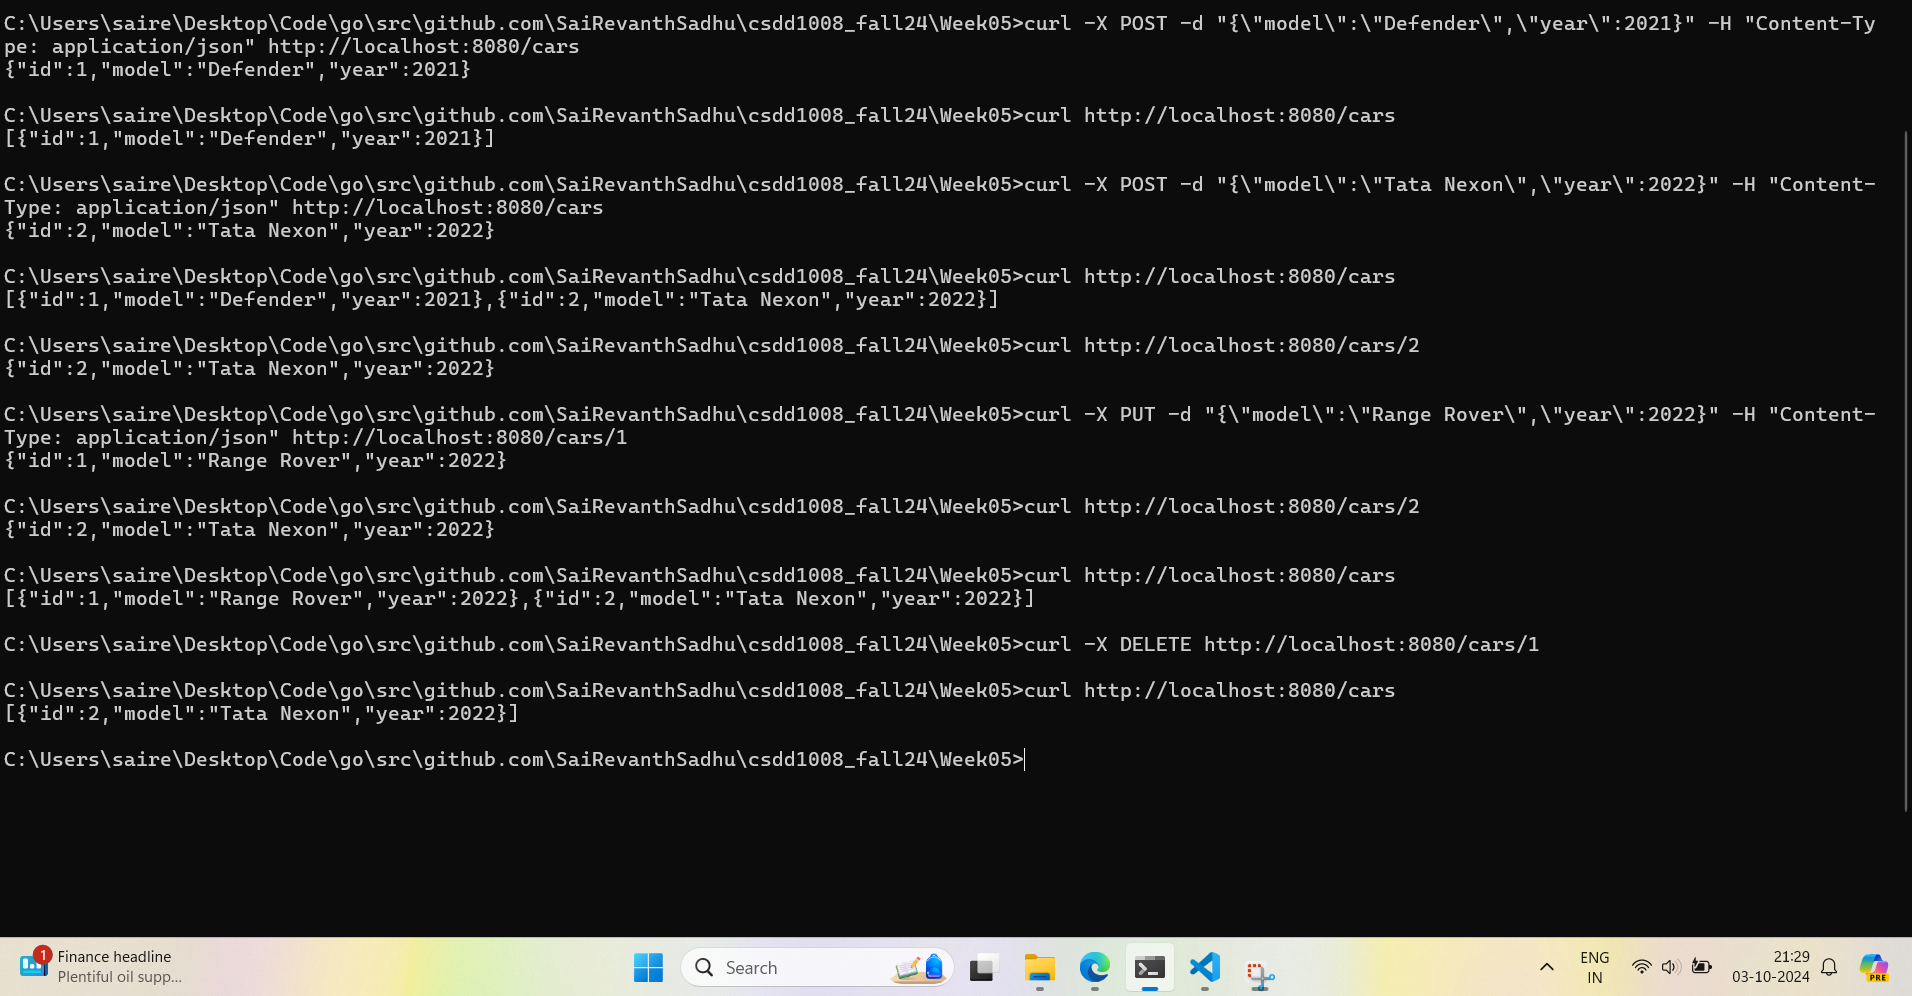 C:\Users\saire\Desktop\Code\go\src\github.com\SaiRevanthSadhu\csdd1008_fall24\Week05>curl -X POST -d "{\"model\":\"Defender\",\"year\":2021}" -H "Content-Ty
pe: application/json" http://localhost:8080/cars
{"id":1,"model":"Defender","year":2021}
C:\Users\saire\Desktop\Code\go\src\github.com\SaiRevanthSadhu\csdd1008_fall24\Week05>curl http://localhost:8080/cars
[{"id":1,"model":"Defender","year":2021}]
C:\Users\saire\Desktop\Code\go\src\github.com\SaiRevanthSadhu\csdd1008_fall24\Week05>curl -X POST -d "{\"model\":\"Tata Nexon\",\"year\":2022}" -H "Content-
Type: application/json" http://localhost:8080/cars
{"id":2,"model":"Tata Nexon","year":2022}
C:\Users\saire\Desktop\Code\go\src\github.com\SaiRevanthSadhu\csdd1008_fall24\Week05>curl http://localhost:8080/cars
[{"id":1,"model":"Defender","year":2021},{"id":2,"model":"Tata Nexon","year":2022}]
C:\Users\saire\Desktop\Code\go\src\github.com\SaiRevanthSadhu\csdd1008_fall24\Week05>curl http://localhost:8080/cars/2
{"id":2,"model":"Tata Nexon","year":2022}
C:\Users\saire\Desktop\Code\go\src\github.com\SaiRevanthSadhu\csdd1008_fall24\Week05>curl -X PUT -d "{\"model\":\"Range Rover\",\"year\":2022}" -H "Content-
Type: application/json" http://localhost:8080/cars/1
{"id":1,"model":"Range Rover","year":2022}
C:\Users\saire\Desktop\Code\go\src\github.com\SaiRevanthSadhu\csdd1008_fall24\Week05>curl http://localhost:8080/cars/2
{"id":2,"model":"Tata Nexon","year":2022}
C:\Users\saire\Desktop\Code\go\src\github.com\SaiRevanthSadhu\csdd1008_fall24\Week05>curl http://localhost:8080/cars
[{"id":1,"model":"Range Rover","year":2022},{"id":2,"model":"Tata Nexon","year":2022}]
C:\Users\saire\Desktop\Code\go\src\github.com\SaiRevanthSadhu\csdd1008_fall24\Week05>curl -X DELETE http://localhost:8080/cars/1
C:\Users\saire\Desktop\Code\go\src\github.com\SaiRevanthSadhu\csdd1008_fall24\Week05>curl http://localhost:8080/cars
[{"id":2,"model":"Tata Nexon","year":2022}]
C:\Users\saire\Desktop\Code\go\src\github.com\SaiRevanthSadhu\csdd1008_fall24\Week05>
1
Finance headline
Plentiful oil supp...
Search
ENG
IN
21:29
03-10-2024
PRE